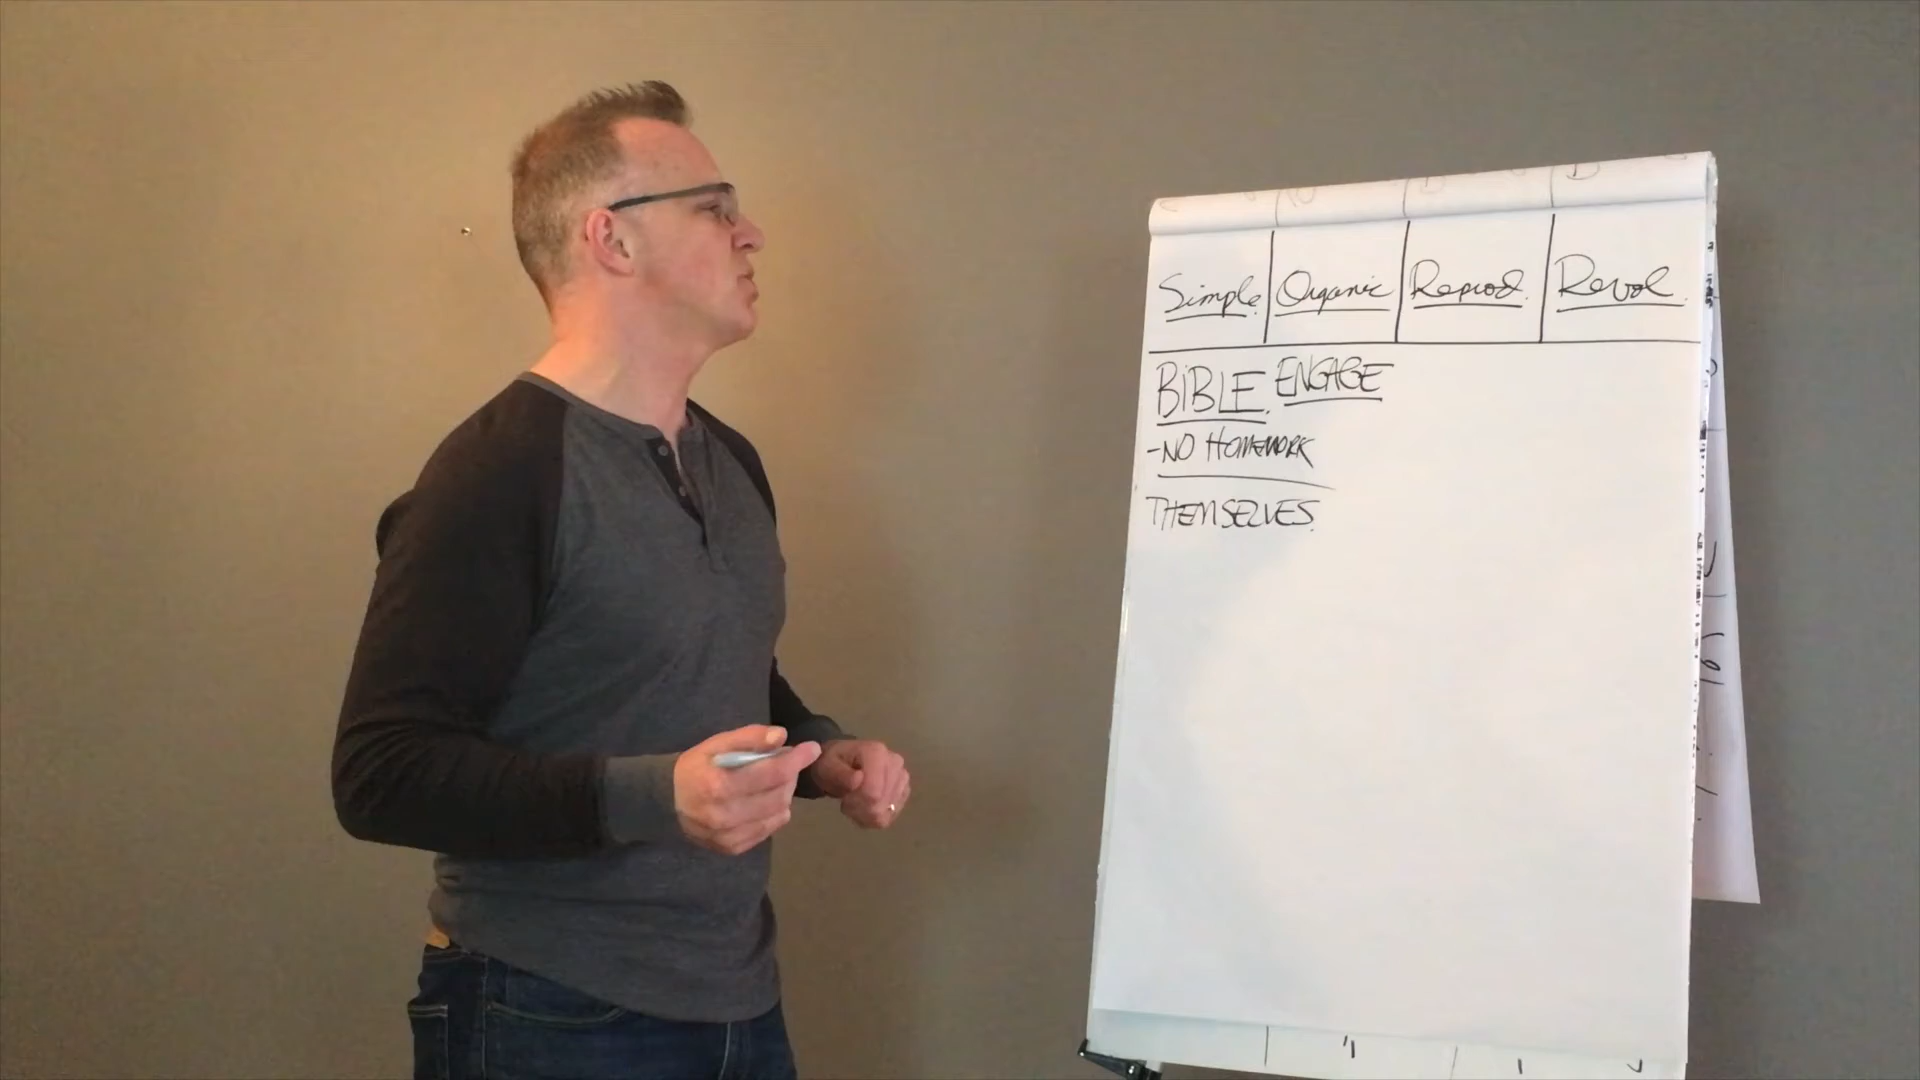 Simple. Organic Reprod. Revol.
BIBLE. ENGAGE
-NO HOMEWORK
THEMSELVES.